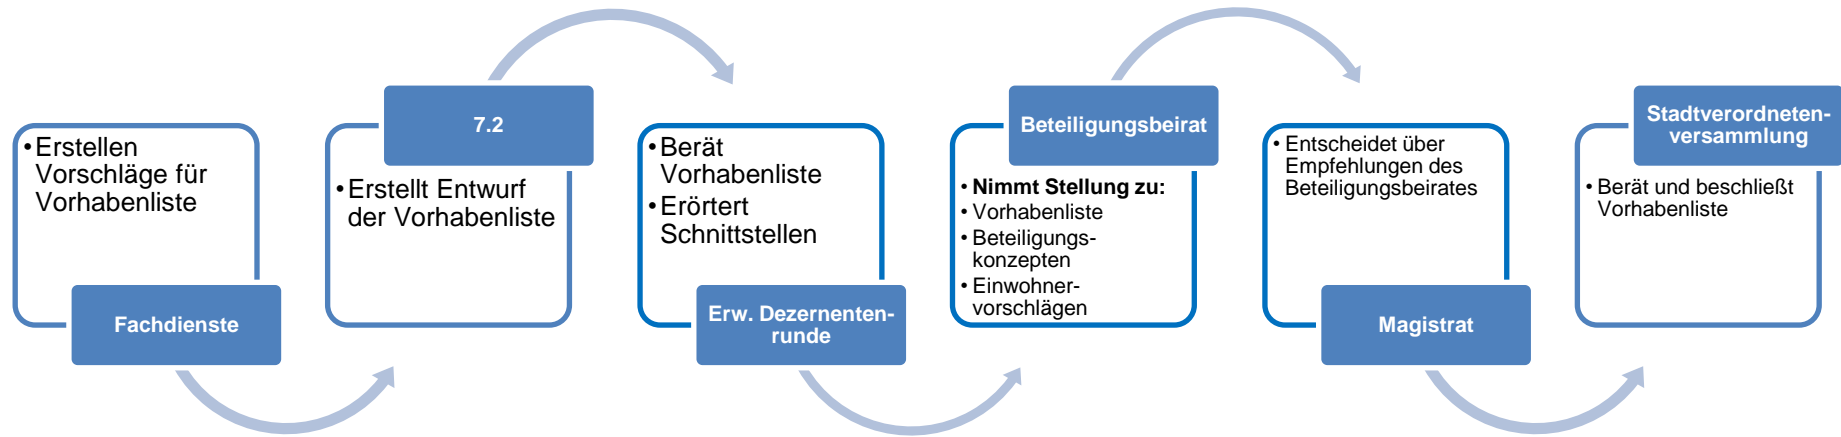 • Erstellen
Vorschläge für
Vorhabenliste
Fachdienste
7.2
• Erstellt Entwurf
der Vorhabenliste
• Berät
Vorhabenliste
• Erörtert
Schnittstellen
Erw. Dezernenten-
runde
Beteiligungsbeirat
• Nimmt Stellung zu:
• Vorhabenliste
• Beteiligungs-
konzepten
• Einwohner-
vorschlägen
• Entscheidet über
Empfehlungen des
Beteiligungsbeirates
Magistrat
Stadtverordneten-
versammlung
• Berät und beschließt
Vorhabenliste